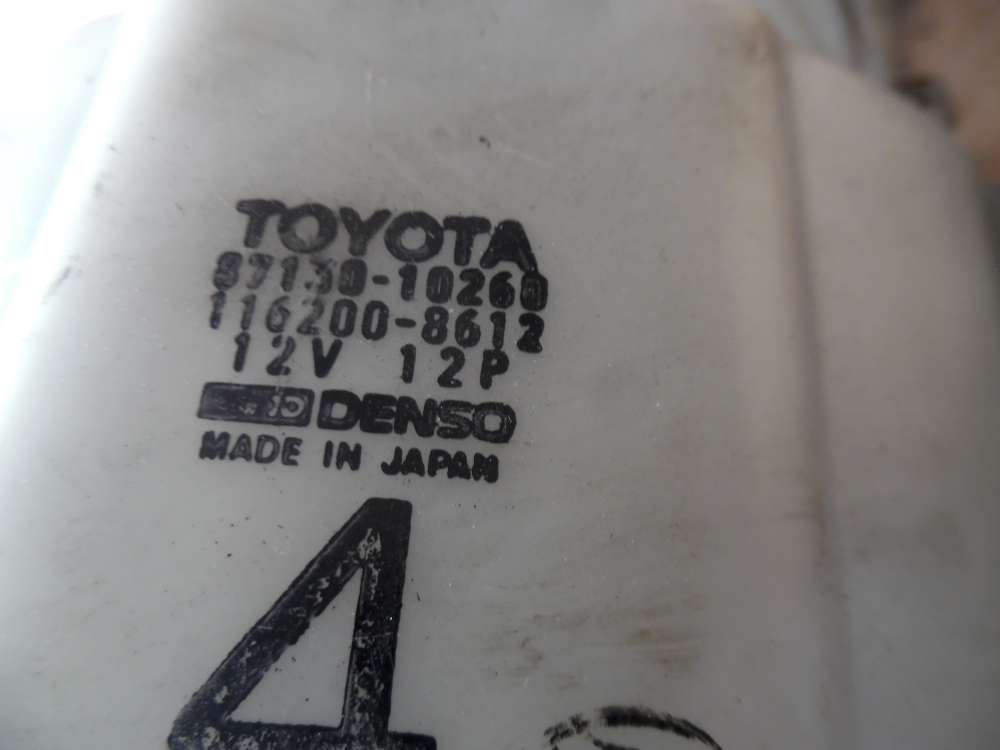 TOYOTA
87130-10260
116200-8612
12V 12P
DENSO
MADE IN JAPAN
4